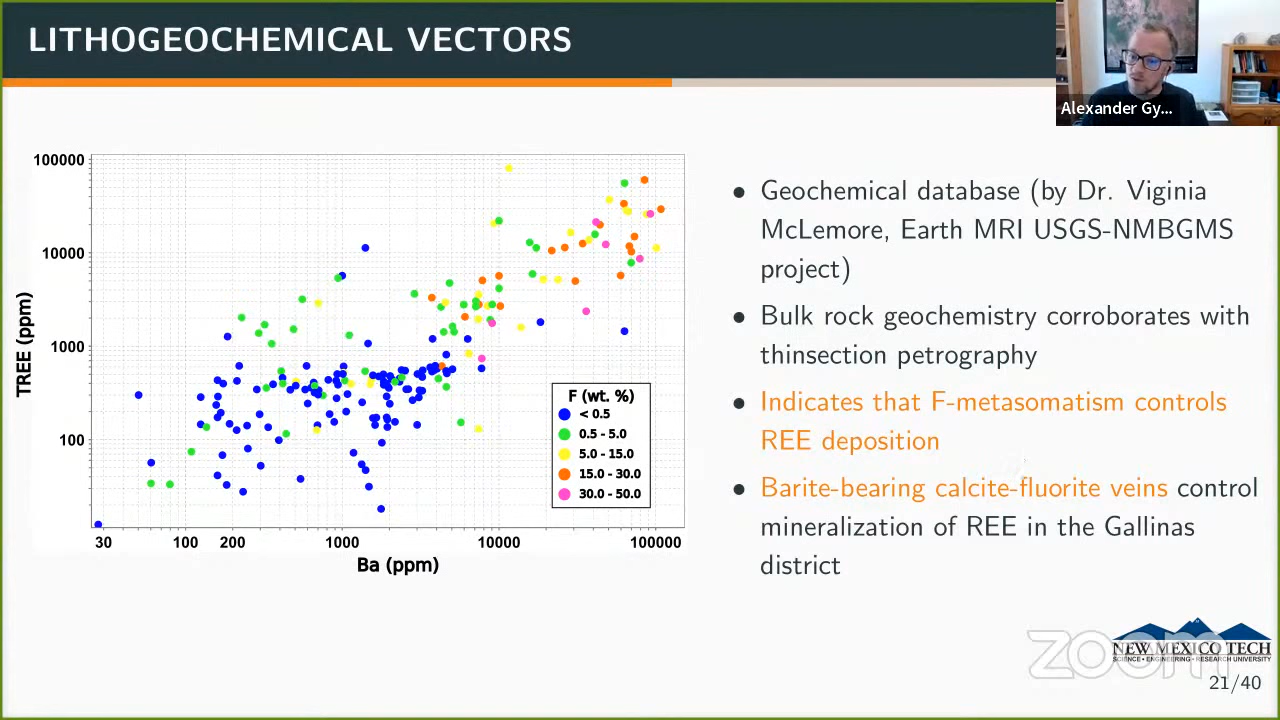 LITHOGEOCHEMICAL VECTORS
Alexander Gy...
100000
10000
1000
100
TREE (ppm)
F (wt. %)
< 0.5
0.5 - 5.0
5.0 - 15.0
15.0 - 30.0
30.0 - 50.0
30 100 200 1000 10000 100000
Ba (ppm)
• Geochemical database (by Dr. Viginia
McLemore, Earth MRI USGS-NMBGMS
project)
• Bulk rock geochemistry corroborates with
thinsection petrography
• Indicates that F-metasomatism controls
REE deposition
• Barite-bearing calcite-fluorite veins control
mineralization of REE in the Gallinas
district
zoom
NEW MEXICO TECH
SCIENCE • ENGINEERING • RESEARCH UNIVERSITY
21/40